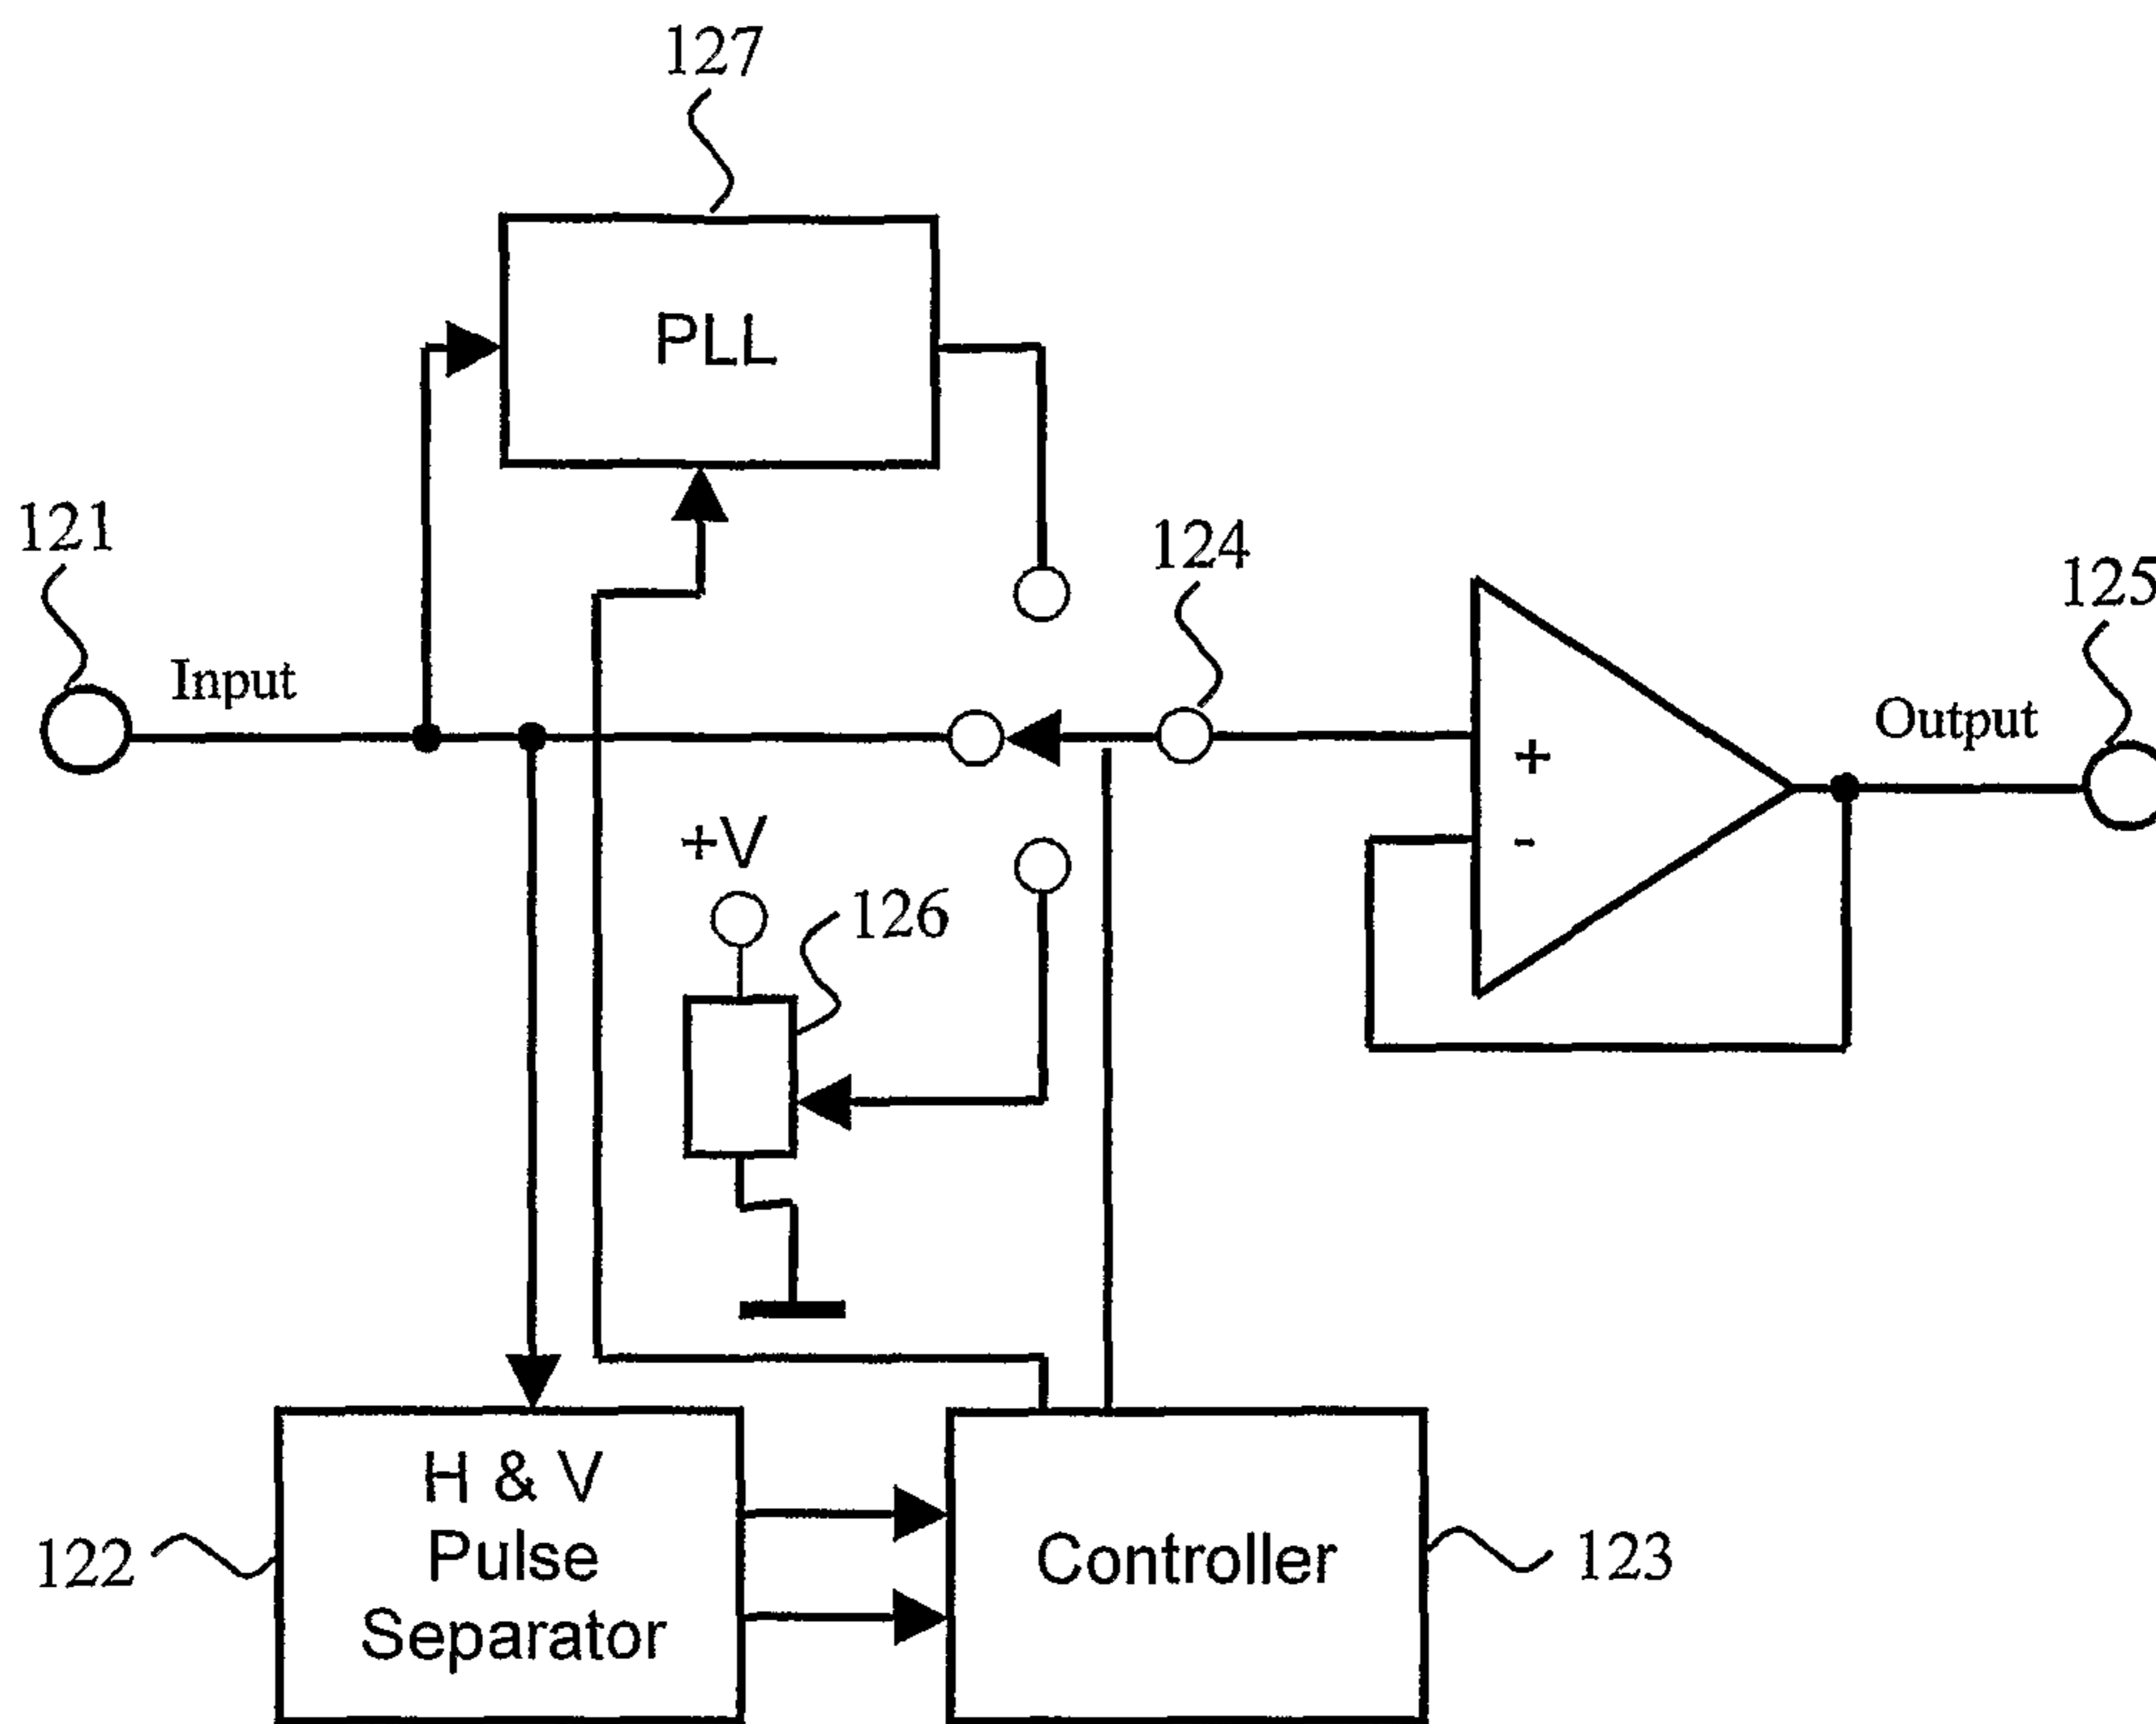 127
PLL
121
124
125
Input
Output
+
+V
-
126
H & V
Pulse
Separator
Controller
122
123